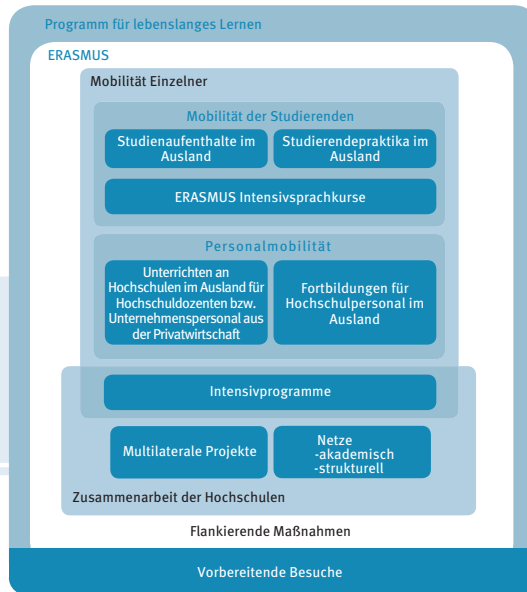 Programm für lebenslanges Lernen
ERASMUS
Mobilität Einzelner
Mobilität der Studierenden
Studienaufenthalte im
Ausland
Studierendepraktika im
Ausland
ERASMUS Intensivsprachkurse
Personalmobilität
Unterrichten an
Hochschulen im Ausland für
Hochschuldozenten bzw.
Unternehmenspersonal aus
der Privatwirtschaft
Fortbildungen für
Hochschulpersonal im
Ausland
Intensivprogramme
Multilaterale Projekte
Netze
-akademisch
-strukturell
Zusammenarbeit der Hochschulen
Flankierende Maßnahmen
Vorbereitende Besuche